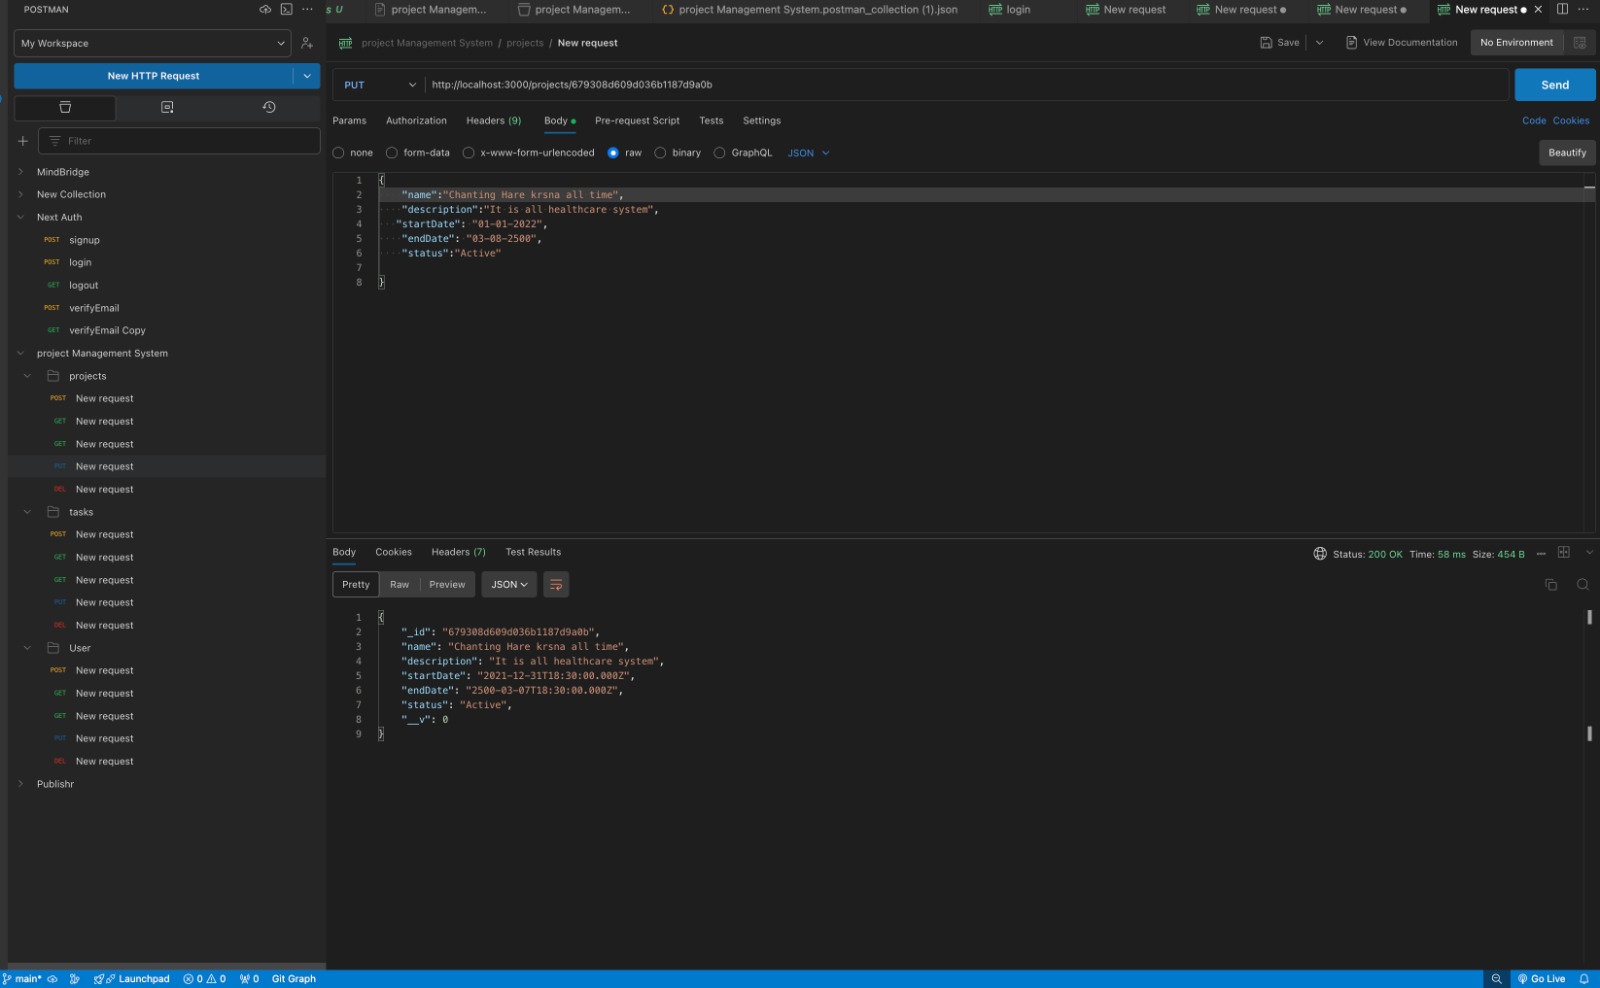 POSTMAN
s U
project Managem...
project Managem...
project Management System.postman_collection (1).json
login
New request
New request
New request
New request
My Workspace
project Management System / projects / New request
Save
View Documentation
No Environment
New HTTP Request
PUT
http://localhost:3000/projects/679308d609d036b1187d9a0b
Send
Params
Authorization
Headers (9)
Body
Pre-request Script
Tests
Settings
Code
Cookies
Filter
none
form-data
x-www-form-urlencoded
raw
binary
GraphQL
JSON
Beautify
MindBridge
New Collection
Next Auth
POST signup
POST login
GET logout
POST verifyEmail
GET verifyEmail Copy
project Management System
projects
POST New request
GET New request
GET New request
PUT New request
DEL New request
tasks
POST New request
GET New request
GET New request
PUT New request
DEL New request
User
POST New request
GET New request
GET New request
PUT New request
DEL New request
Publishr
1 {
2 "name":"Chanting Hare krsna all time",
3 "description":"It is all healthcare system",
4 "startDate": "01-01-2022",
5 "endDate": "03-08-2500",
6 "status":"Active"
7
8 }
Body
Cookies
Headers (7)
Test Results
Status: 200 OK Time: 58 ms Size: 454 B
Pretty
Raw
Preview
JSON
1 {
2 "_id": "679308d609d036b1187d9a0b",
3 "name": "Chanting Hare krsna all time",
4 "description": "It is all healthcare system",
5 "startDate": "2021-12-31T18:30:00.000Z",
6 "endDate": "2500-03-07T18:30:00.000Z",
7 "status": "Active",
8 "__v": 0
9 }
main*
Launchpad
0
0
0
Git Graph
Go Live